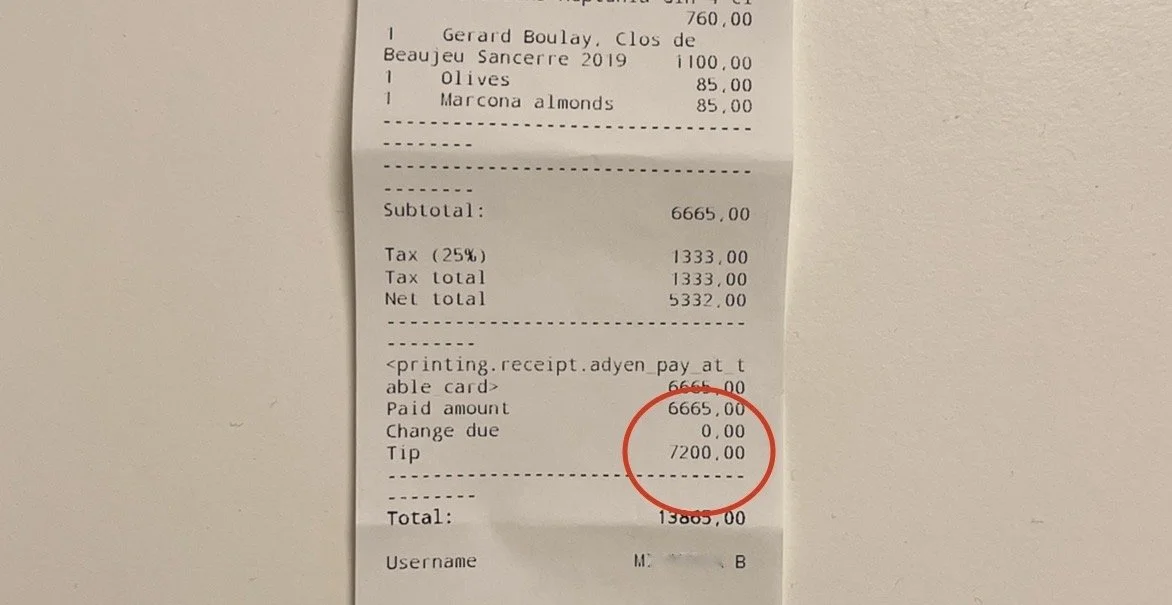 760,00
1 Gerard Boulay, Clos de
Beaujeu Sancerre 2019 1100,00
1 Olives 85,00
1 Marcona almonds 85,00
---------------------------------
--------
---------------------------------
--------
Subtotal: 6665,00
Tax (25%) 1333,00
Tax total 1333,00
Net total 5332,00
---------------------------------
--------
<printing.receipt.adyen_pay_at_t
able card> 6665,00
Paid amount 6665,00
Change due 0,00
Tip 7200,00
---------------------------------
--------
Total: 13865,00
Username M B